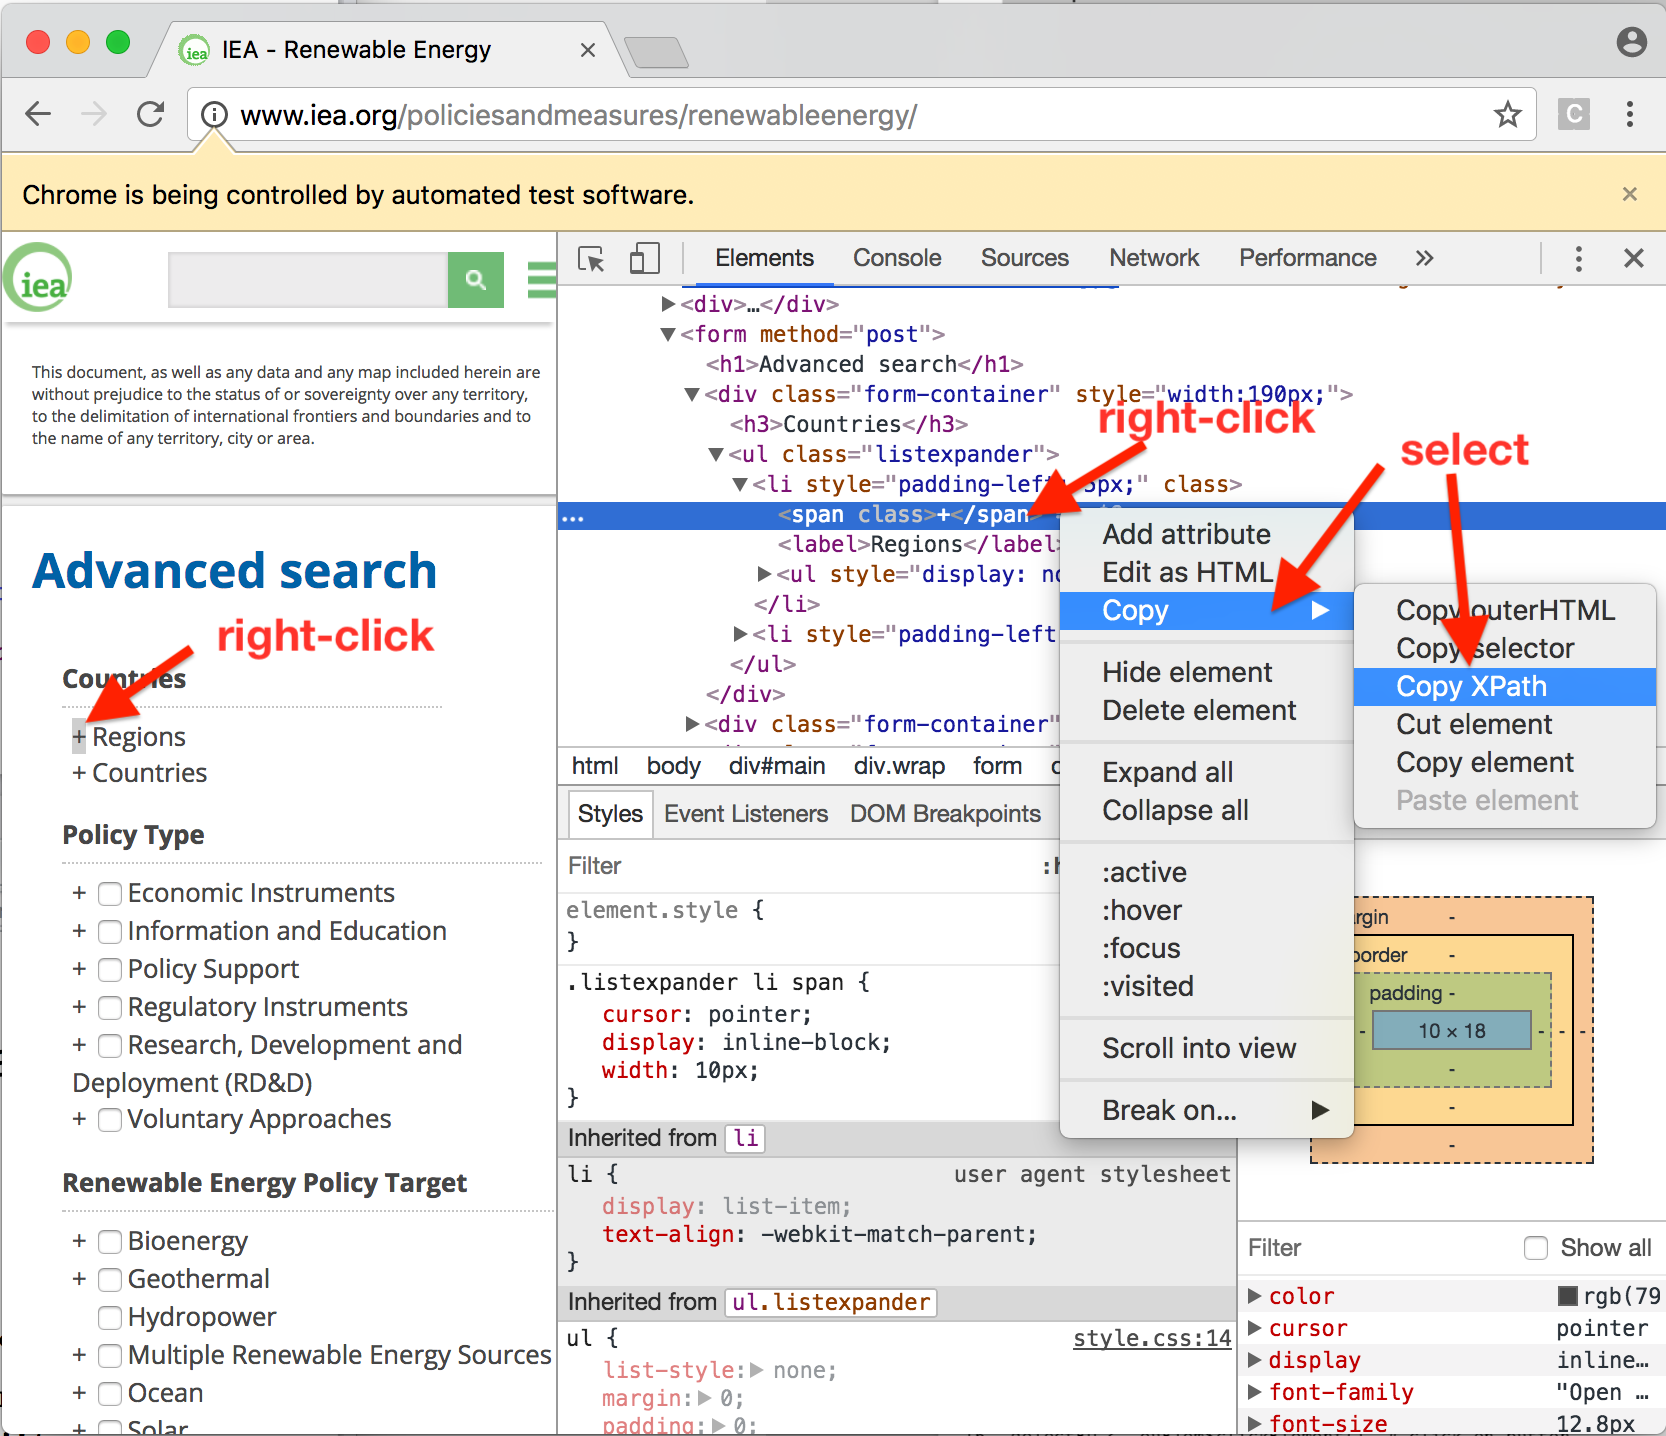 IEA - Renewable Energy
www.iea.org/policiesandmeasures/renewableenergy/
C
Chrome is being controlled by automated test software.
iea
This document, as well as any data and any map included herein are
without prejudice to the status of or sovereignty over any territory,
to the delimitation of international frontiers and boundaries and to
the name of any territory, city or area.
Advanced search
right-click
Countries
+ Regions
+ Countries
Policy Type
+ Economic Instruments
+ Information and Education
+ Policy Support
+ Regulatory Instruments
+ Research, Development and
Deployment (RD&D)
+ Voluntary Approaches
Renewable Energy Policy Target
+ Bioenergy
+ Geothermal
Hydropower
+ Multiple Renewable Energy Sources
+ Ocean
+ Solar
Elements Console Sources Network Performance »
▶<div>…</div>
▼<form method="post">
<h1>Advanced search</h1>
▼<div class="form-container" style="width:190px;">
<h3>Countries</h3>
right-click
select
▼<ul class="listexpander">
▼<li style="padding-left: 5px;" class>
... <span class>+</span>
<label>Regions</label>
▶<ul style="display: no
</li>
▶<li style="padding-left
</ul>
</div>
▶<div class="form-container"
html body div#main div.wrap form
Styles Event Listeners DOM Breakpoints
Filter
element.style {
}
.listexpander li span {
cursor: pointer;
display: inline-block;
width: 10px;
}
Inherited from li
li { user agent stylesheet
display: list-item;
text-align: -webkit-match-parent;
}
Inherited from ul.listexpander
ul { style.css:14
list-style:▶ none;
margin:▶ 0;
padding:▶ 0;
Add attribute
Edit as HTML
Copy ▶
Hide element
Delete element
Expand all
Collapse all
:active
:hover
:focus
:visited
Scroll into view
Break on... ▶
Copy outerHTML
Copy selector
Copy XPath
Cut element
Copy element
Paste element
rgin -
order -
padding -
- 10 × 18 - - -
-
-
-
Filter Show all
▶ color rgb(79
▶ cursor pointer
▶ display inline…
▶ font-family "Open …
▶ font-size 12.8px